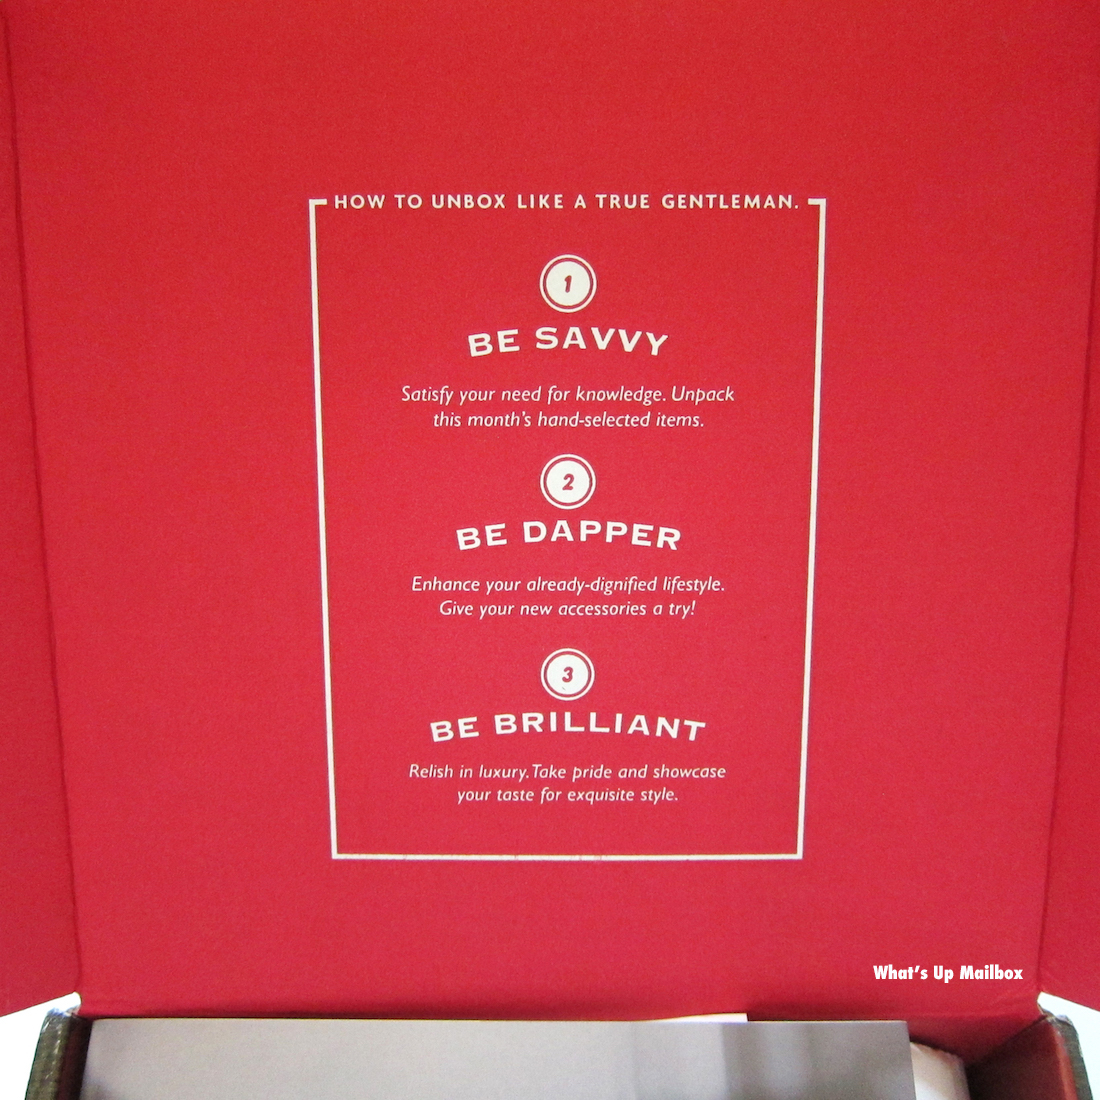 HOW TO UNBOX LIKE A TRUE GENTLEMAN.
1
BE SAVVY
Satisfy your need for knowledge. Unpack
this month's hand-selected items.
2
BE DAPPER
Enhance your already-dignified lifestyle.
Give your new accessories a try!
3
BE BRILLIANT
Relish in luxury. Take pride and showcase
your taste for exquisite style.
What's Up Mailbox